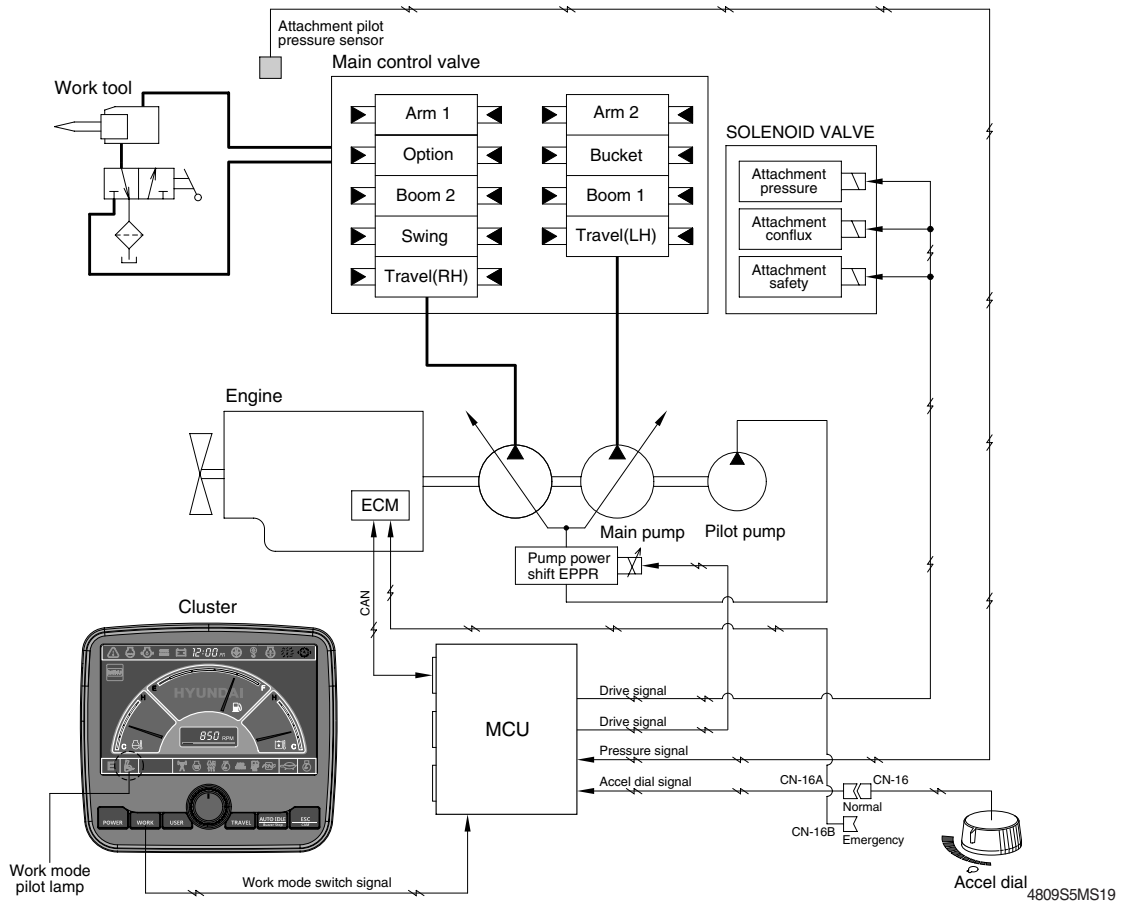 Attachment pilot
pressure sensor
Main control valve
Work tool
Arm 1
Option
Boom 2
Swing
Travel(RH)
Arm 2
Bucket
Boom 1
Travel(LH)
SOLENOID VALVE
Attachment
pressure
Attachment
conflux
Attachment
safety
Engine
ECM
Main pump
Pilot pump
Pump power
shift EPPR
CAN
Cluster
12:00
HYUNDAI
E
F
H
H
C
C
850 RPM
POWER
WORK
USER
TRAVEL
AUTO IDLE
ESC
MCU
Drive signal
Drive signal
Pressure signal
Accel dial signal
CN-16A
CN-16
Normal
CN-16B
Emergency
Accel dial
Work mode
pilot lamp
Work mode switch signal
4809S5MS19